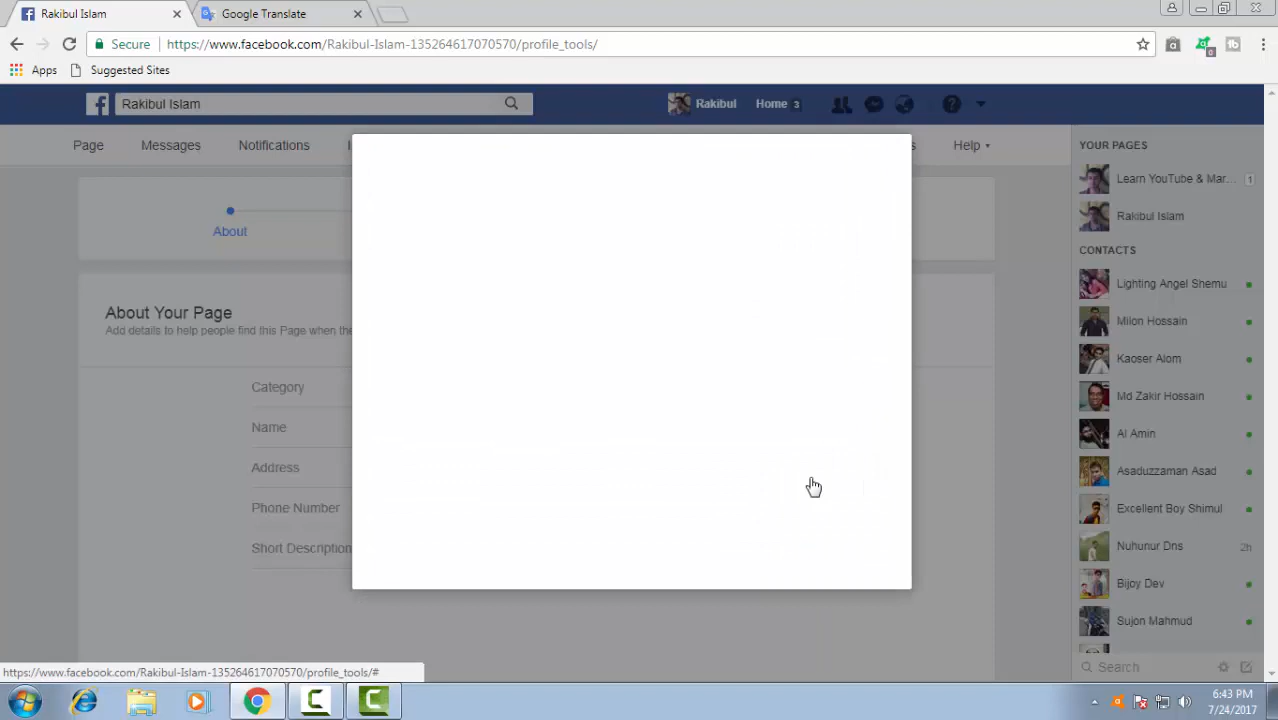 Rakibul Islam
Google Translate
Secure
https://www.facebook.com/Rakibul-Islam-135264617070570/profile_tools/
a
0
tb
Apps
Suggested Sites
Rakibul Islam
Rakibul
Home 3
Page
Messages
Notifications
Help
About
About Your Page
Add details to help people find this Page when the
Category
Name
Address
Phone Number
Short Description
YOUR PAGES
Learn YouTube & Mar... 1
Rakibul Islam
CONTACTS
Lighting Angel Shemu
Milon Hossain
Kaoser Alom
Md Zakir Hossain
Al Amin
Asaduzzaman Asad
Excellent Boy Shimul
Nuhunur Dns 2h
Bijoy Dev
Sujon Mahmud
Search
https://www.facebook.com/Rakibul-Islam-135264617070570/profile_tools/#
6:43 PM
7/24/2017